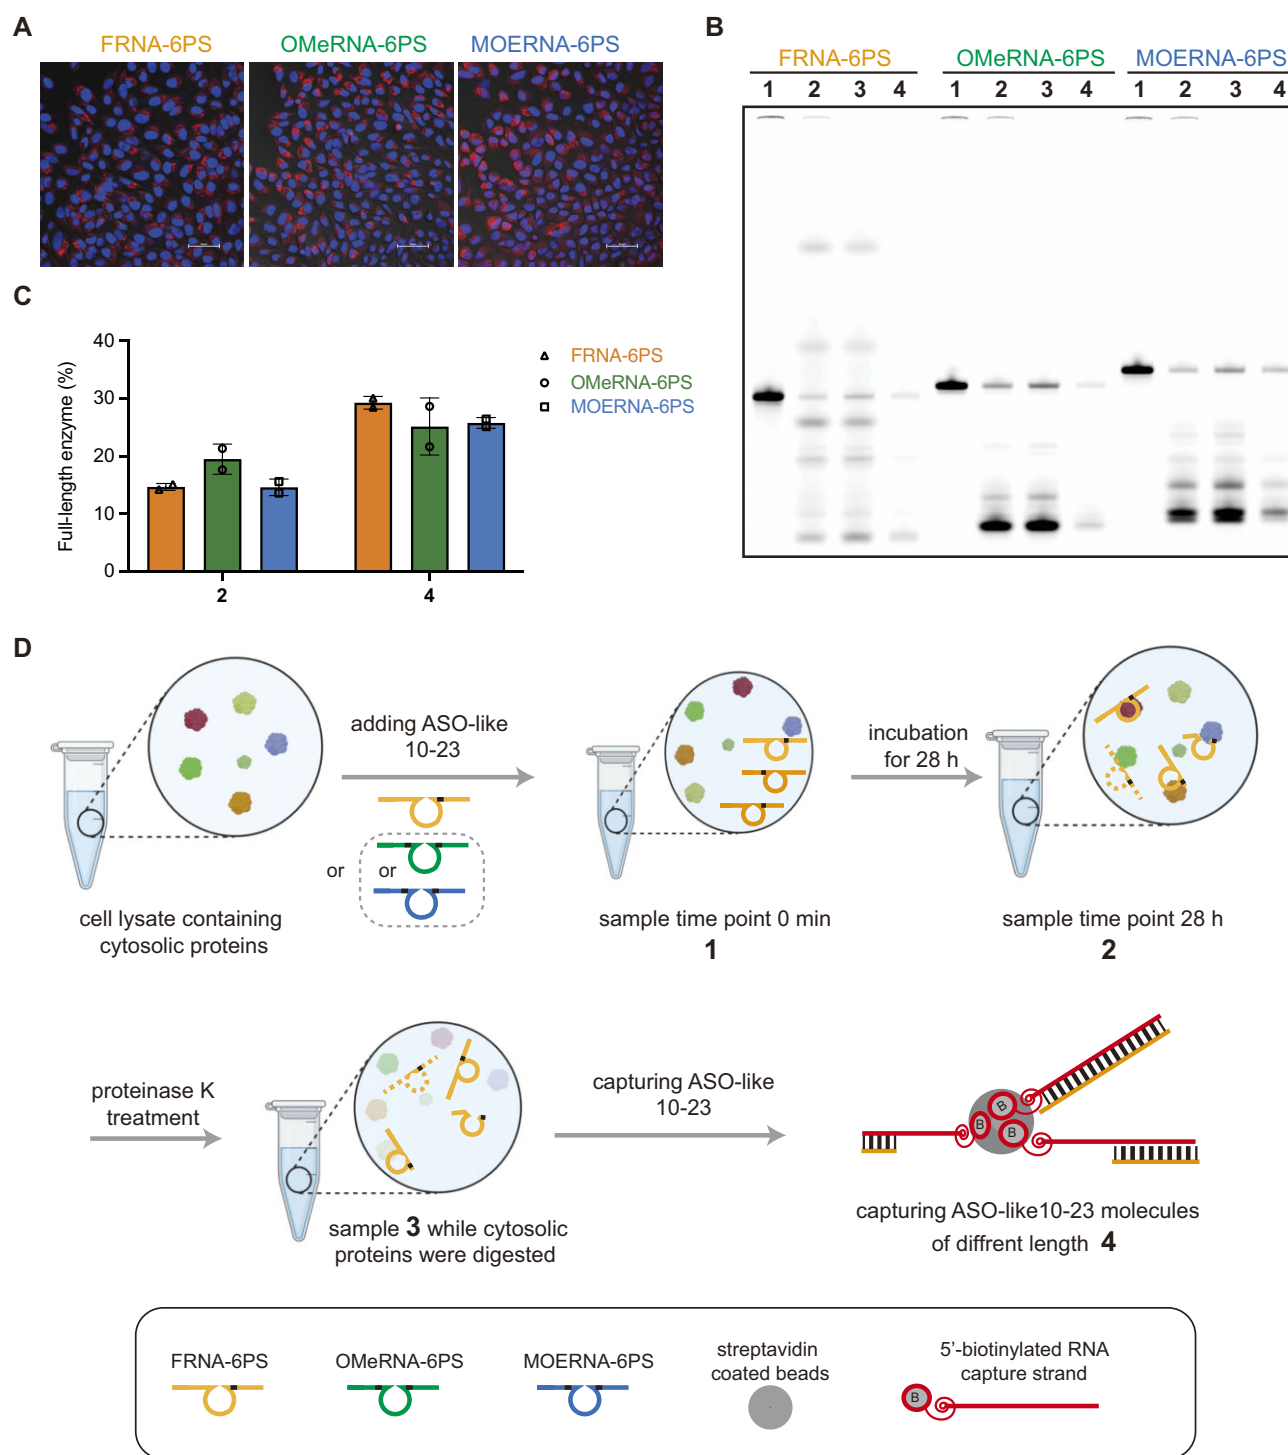 A
FRNA-6PS OMeRNA-6PS MOERNA-6PS
B
FRNA-6PS OMeRNA-6PS MOERNA-6PS
1 2 3 4 1 2 3 4 1 2 3 4
C
Full-length enzyme (%)
40
30
20
10
0
2 4
FRNA-6PS
OMeRNA-6PS
MOERNA-6PS
D
adding ASO-like
10-23
or or
incubation
for 28 h
cell lysate containing
cytosolic proteins
sample time point 0 min
1
sample time point 28 h
2
proteinase K
treatment
sample 3 while cytosolic
proteins were digested
capturing ASO-like
10-23
B
B
B
capturing ASO-like10-23 molecules
of diffrent length 4
FRNA-6PS
OMeRNA-6PS
MOERNA-6PS
streptavidin
coated beads
5'-biotinylated RNA
capture strand
B